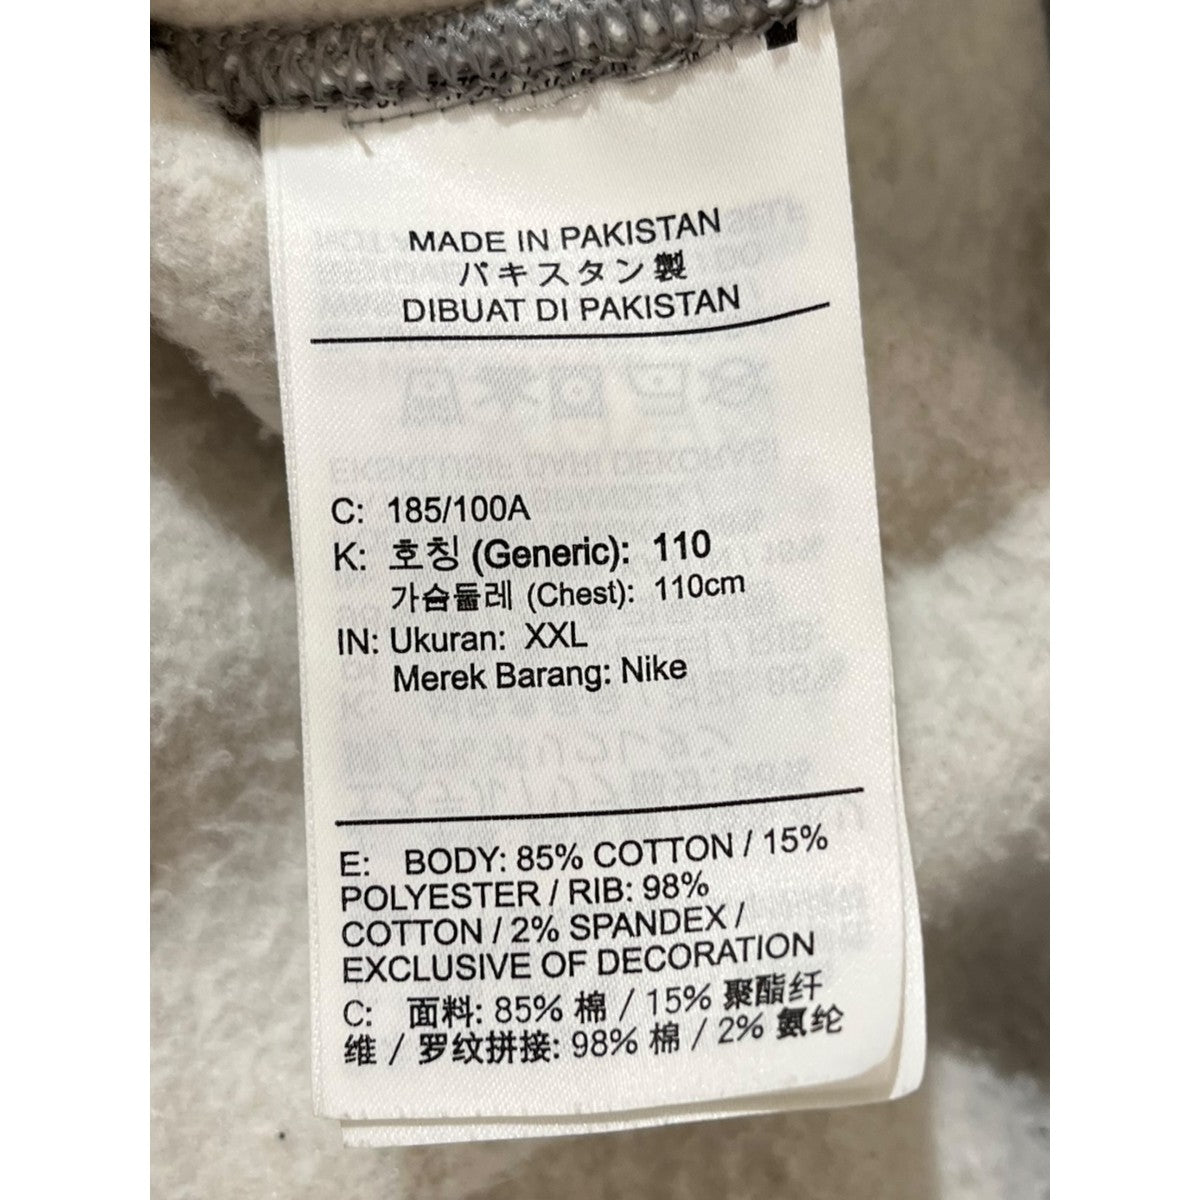 MADE IN PAKISTAN
パキスタン製
DIBUAT DI PAKISTAN
C: 185/100A
K: 호칭 (Generic): 110
가슴둘레 (Chest): 110cm
IN: Ukuran: XXL
Merek Barang: Nike
E: BODY: 85% COTTON / 15%
POLYESTER / RIB: 98%
COTTON / 2% SPANDEX /
EXCLUSIVE OF DECORATION
C: 面料: 85% 棉 / 15% 聚酯纤
维 / 罗纹拼接: 98% 棉 / 2% 氨纶